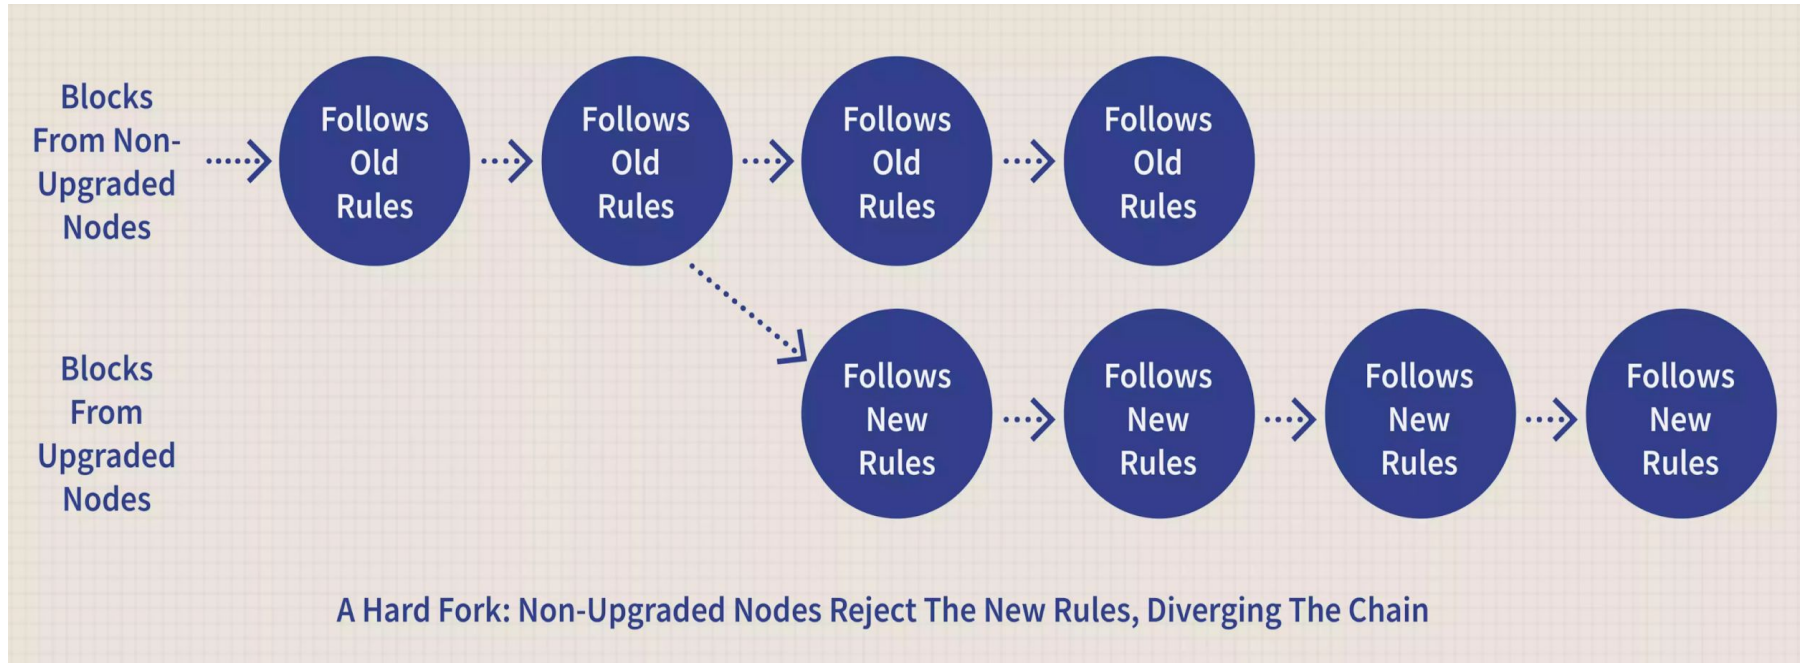 Blocks
From Non-
Upgraded
Nodes
Follows
Old
Rules
Follows
Old
Rules
Follows
Old
Rules
Follows
Old
Rules
Blocks
From
Upgraded
Nodes
Follows
New
Rules
Follows
New
Rules
Follows
New
Rules
Follows
New
Rules
A Hard Fork: Non-Upgraded Nodes Reject The New Rules, Diverging The Chain